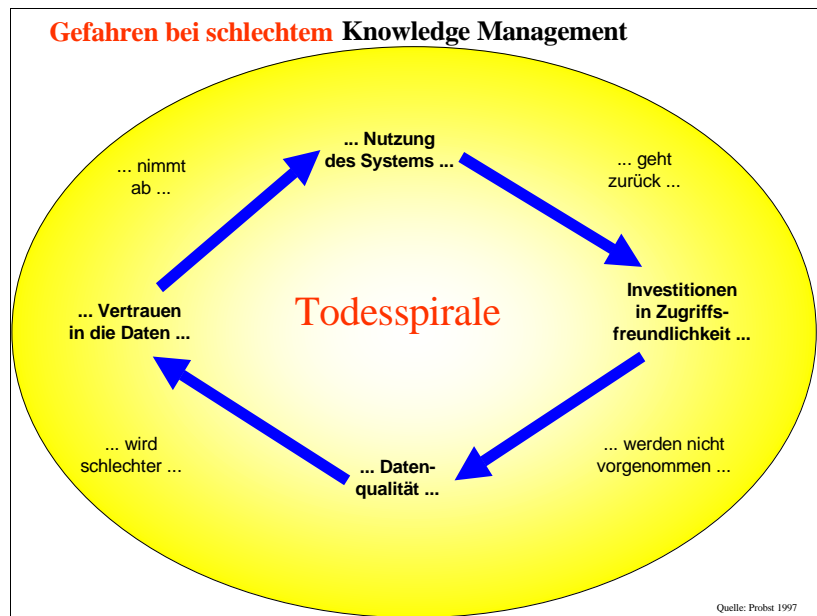 Gefahren bei schlechtem Knowledge Management
... Nutzung
des Systems ...
... geht
zurück ...
Investitionen
in Zugriffs-
freundlichkeit ...
... werden nicht
vorgenommen ...
... Daten-
qualität ...
... wird
schlechter ...
... Vertrauen
in die Daten ...
... nimmt
ab ...
Todesspirale
Quelle: Probst 1997